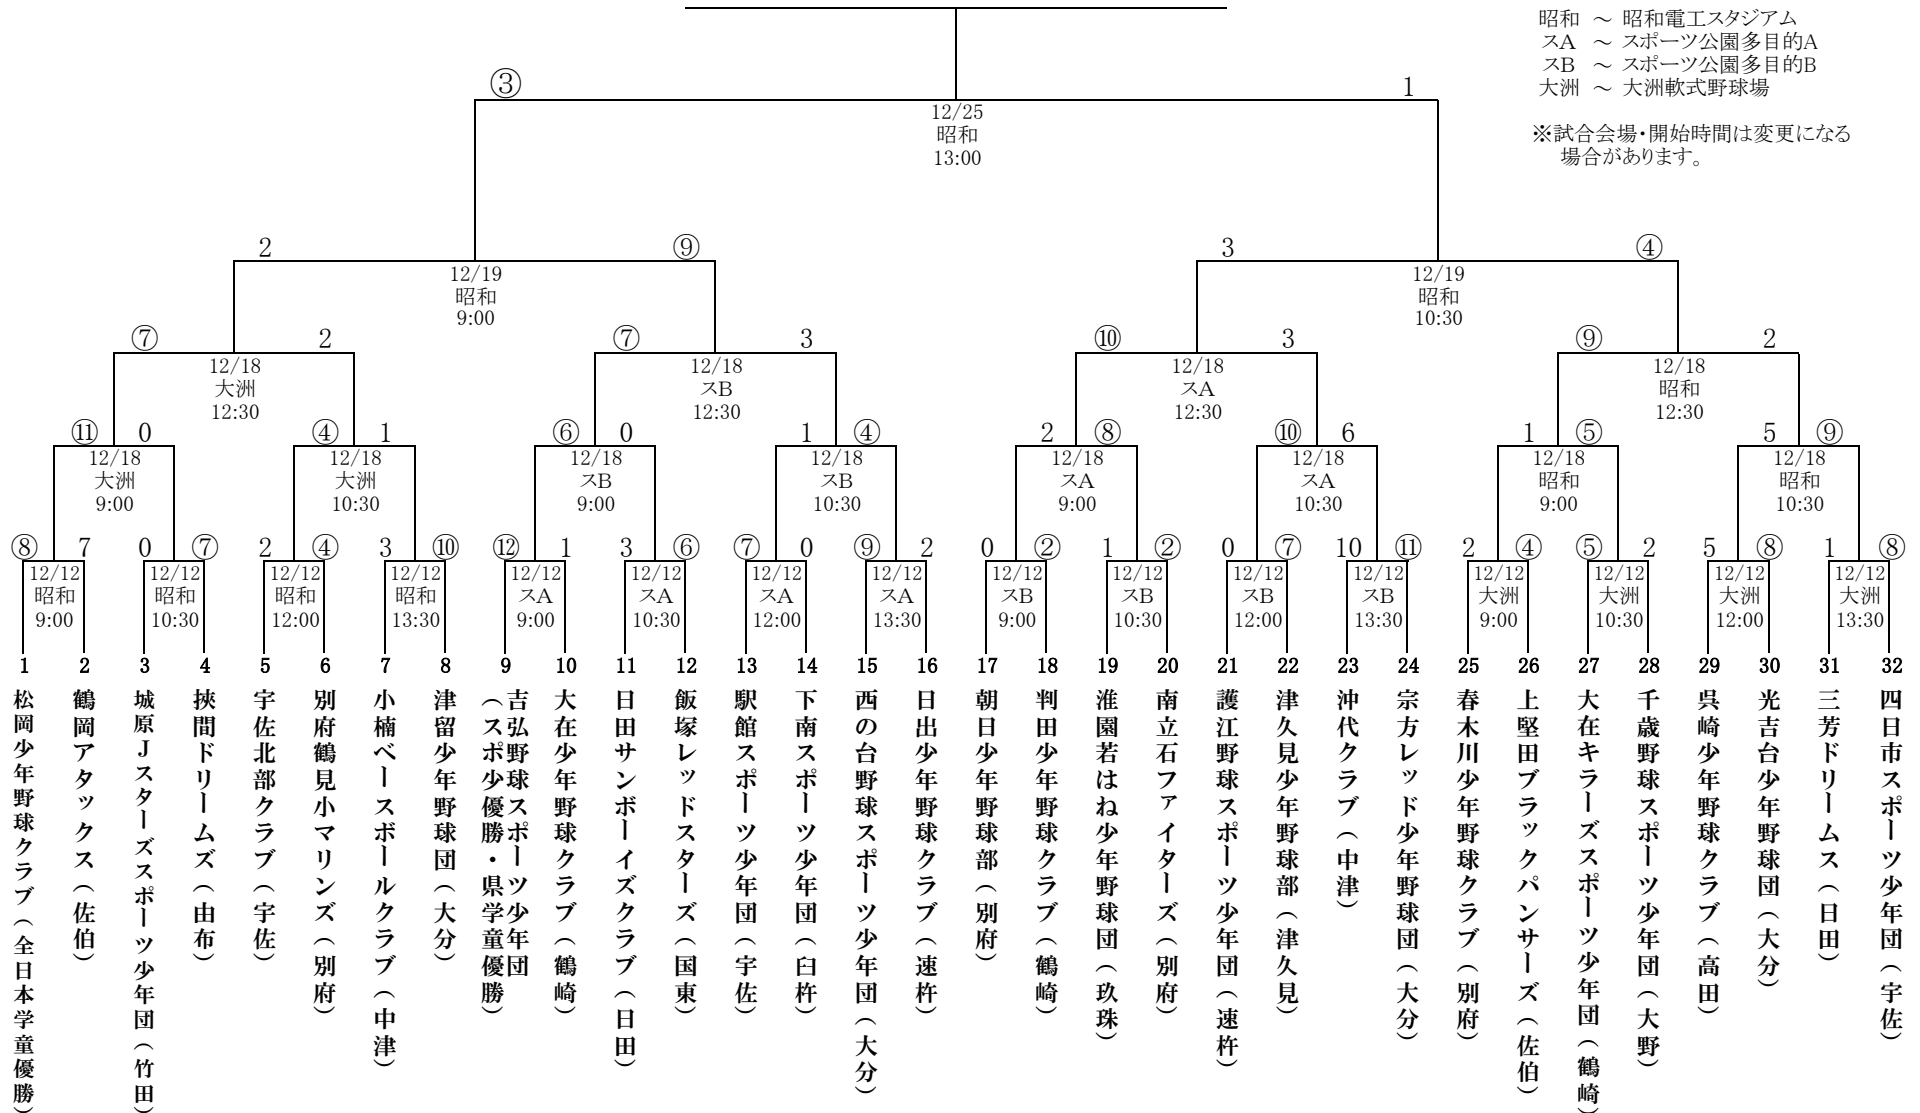 昭和 ～ 昭和電工スタジアム
スA ～ スポーツ公園多目的A
スB ～ スポーツ公園多目的B
大洲 ～ 大洲軟式野球場
※試合会場・開始時間は変更になる
場合があります。
③ 1
12/25
昭和
13:00
2 ⑨ 3 ④
12/19 12/19
昭和 昭和
9:00 10:30
⑦ 2 ⑦ 3 ⑩ 3 ⑨ 2
12/18 12/18 12/18 12/18
大洲 スB スA 昭和
12:30 12:30 12:30 12:30
⑪ 0 ④ 1 ⑥ 0 1 ④ 2 ⑧ ⑩ 6 1 ⑤ 5 ⑨
12/18 12/18 12/18 12/18 12/18 12/18 12/18 12/18
大洲 大洲 スB スB スA スA 昭和 昭和
9:00 10:30 9:00 10:30 9:00 10:30 9:00 10:30
⑧ 7 0 ⑦ 2 ④ 3 ⑩ ⑫ 1 3 ⑥ ⑦ 0 ⑨ 2 0 ② 1 ② 0 ⑦ 10 ⑪ 2 ④ ⑤ 2 5 ⑧ 1 ⑧
12/12 12/12 12/12 12/12 12/12 12/12 12/12 12/12 12/12 12/12 12/12 12/12 12/12 12/12 12/12 12/12
昭和 昭和 昭和 昭和 スA スA スA スA スB スB スB スB 大洲 大洲 大洲 大洲
9:00 10:30 12:00 13:30 9:00 10:30 12:00 13:30 9:00 10:30 12:00 13:30 9:00 10:30 12:00 13:30
1 2 3 4 5 6 7 8 9 10 11 12 13 14 15 16 17 18 19 20 21 22 23 24 25 26 27 28 29 30 31 32
松岡少年野球クラブ（全日本学童優勝）
鶴岡アタックス（佐伯）
城原Jスターズスポーツ少年団（竹田）
挾間ドリームズ（由布）
宇佐北部クラブ（宇佐）
別府鶴見小マリンズ（別府）
小楠ベースボールクラブ（中津）
津留少年野球団（大分）
吉弘野球スポーツ少年団
（スポ少優勝・県学童優勝）
大在少年野球クラブ（鶴崎）
日田サンボーイズクラブ（日田）
飯塚レッドスターズ（国東）
駅館スポーツ少年団（宇佐）
下南スポーツ少年団（臼杵）
西の台野球スポーツ少年団（大分）
日出少年野球クラブ（速杵）
朝日少年野球部（別府）
判田少年野球クラブ（鶴崎）
淮園若はね少年野球団（玖珠）
南立石ファイターズ（別府）
護江野球スポーツ少年団（速杵）
津久見少年野球部（津久見）
沖代クラブ（中津）
宗方レッド少年野球団（大分）
春木川少年野球クラブ（別府）
上堅田ブラックパンサーズ（佐伯）
大在キラーズスポーツ少年団（鶴崎）
千歳野球スポーツ少年団（大野）
呉崎少年野球クラブ（高田）
光吉台少年野球団（大分）
三芳ドリームス（日田）
四日市スポーツ少年団（宇佐）